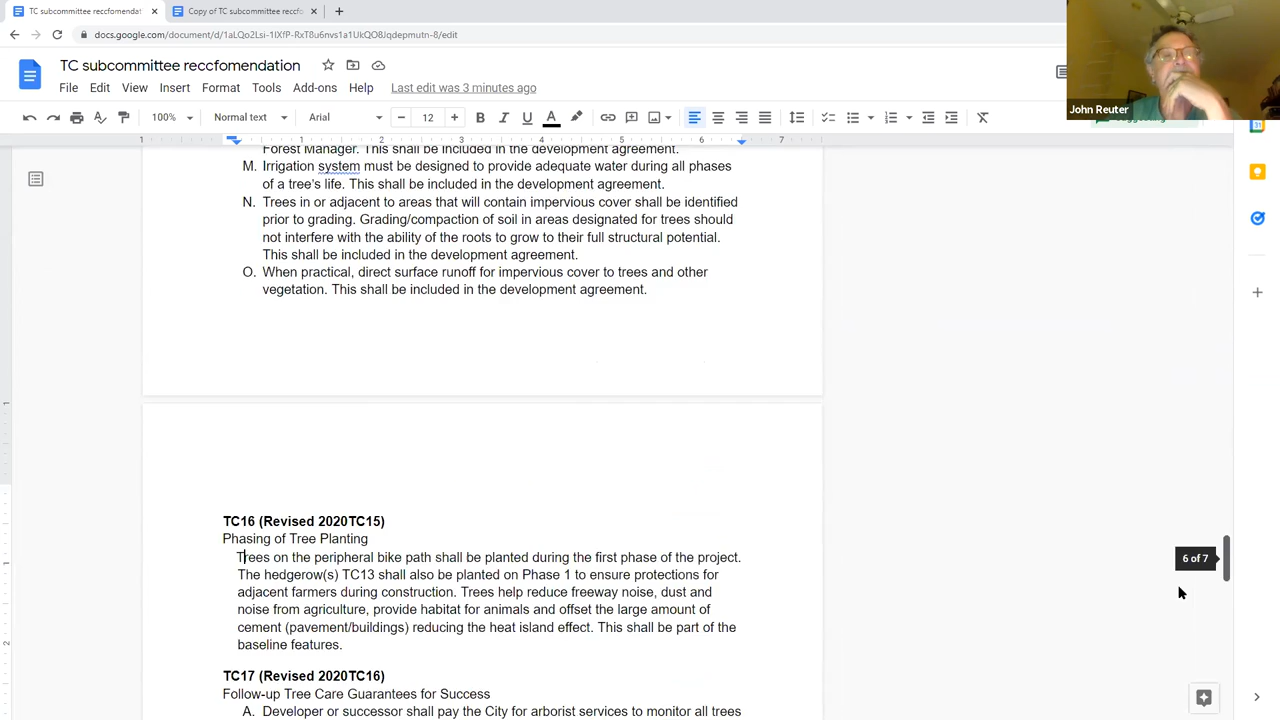 TC subcommittee reccfomendat
Copy of TC subcommittee reccf
docs.google.com/document/d/1aLQo2Lsi-1lXfP-RxT8u6nvs1a1UkQO8Jqdepmutn-8/edit
TC subcommittee reccfomendation
File Edit View Insert Format Tools Add-ons Help Last edit was 3 minutes ago
John Reuter
100% Normal text Arial 12
1 1 2 3 4 5 6 7
Forest Manager. This shall be included in the development agreement.
M. Irrigation system must be designed to provide adequate water during all phases
of a tree's life. This shall be included in the development agreement.
N. Trees in or adjacent to areas that will contain impervious cover shall be identified
prior to grading. Grading/compaction of soil in areas designated for trees should
not interfere with the ability of the roots to grow to their full structural potential.
This shall be included in the development agreement.
O. When practical, direct surface runoff for impervious cover to trees and other
vegetation. This shall be included in the development agreement.
TC16 (Revised 2020TC15)
Phasing of Tree Planting
Trees on the peripheral bike path shall be planted during the first phase of the project.
The hedgerow(s) TC13 shall also be planted on Phase 1 to ensure protections for
adjacent farmers during construction. Trees help reduce freeway noise, dust and
noise from agriculture, provide habitat for animals and offset the large amount of
cement (pavement/buildings) reducing the heat island effect. This shall be part of the
baseline features.
6 of 7
TC17 (Revised 2020TC16)
Follow-up Tree Care Guarantees for Success
A. Developer or successor shall pay the City for arborist services to monitor all trees